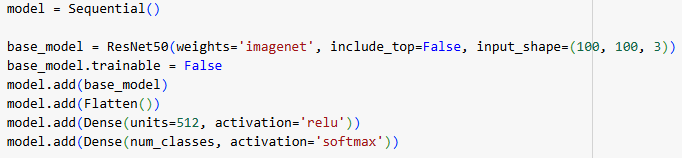 model = Sequential()
base_model = ResNet50(weights='imagenet', include_top=False, input_shape=(100, 100, 3))
base_model.trainable = False
model.add(base_model)
model.add(Flatten())
model.add(Dense(units=512, activation='relu'))
model.add(Dense(num_classes, activation='softmax'))